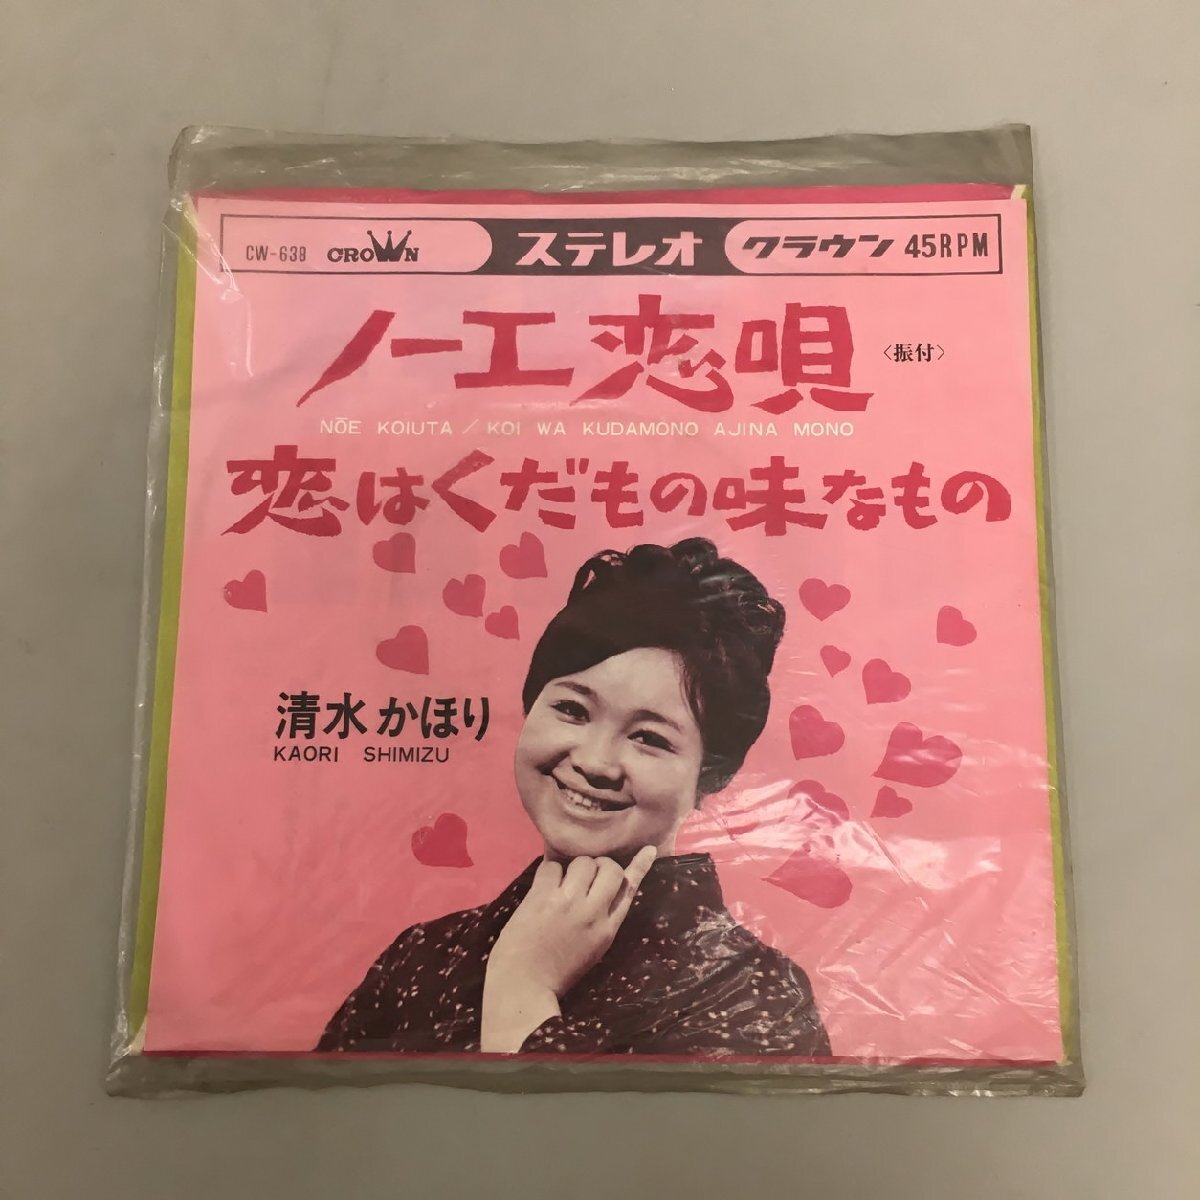 CW-638 CROWN ステレオ クラウン 45RPM
ノーエ恋唄 〈振付〉
NŌE KOIUTA / KOI WA KUDAMONO AJINA MONO
恋はくだもの味なもの
清水かほり
KAORI SHIMIZU